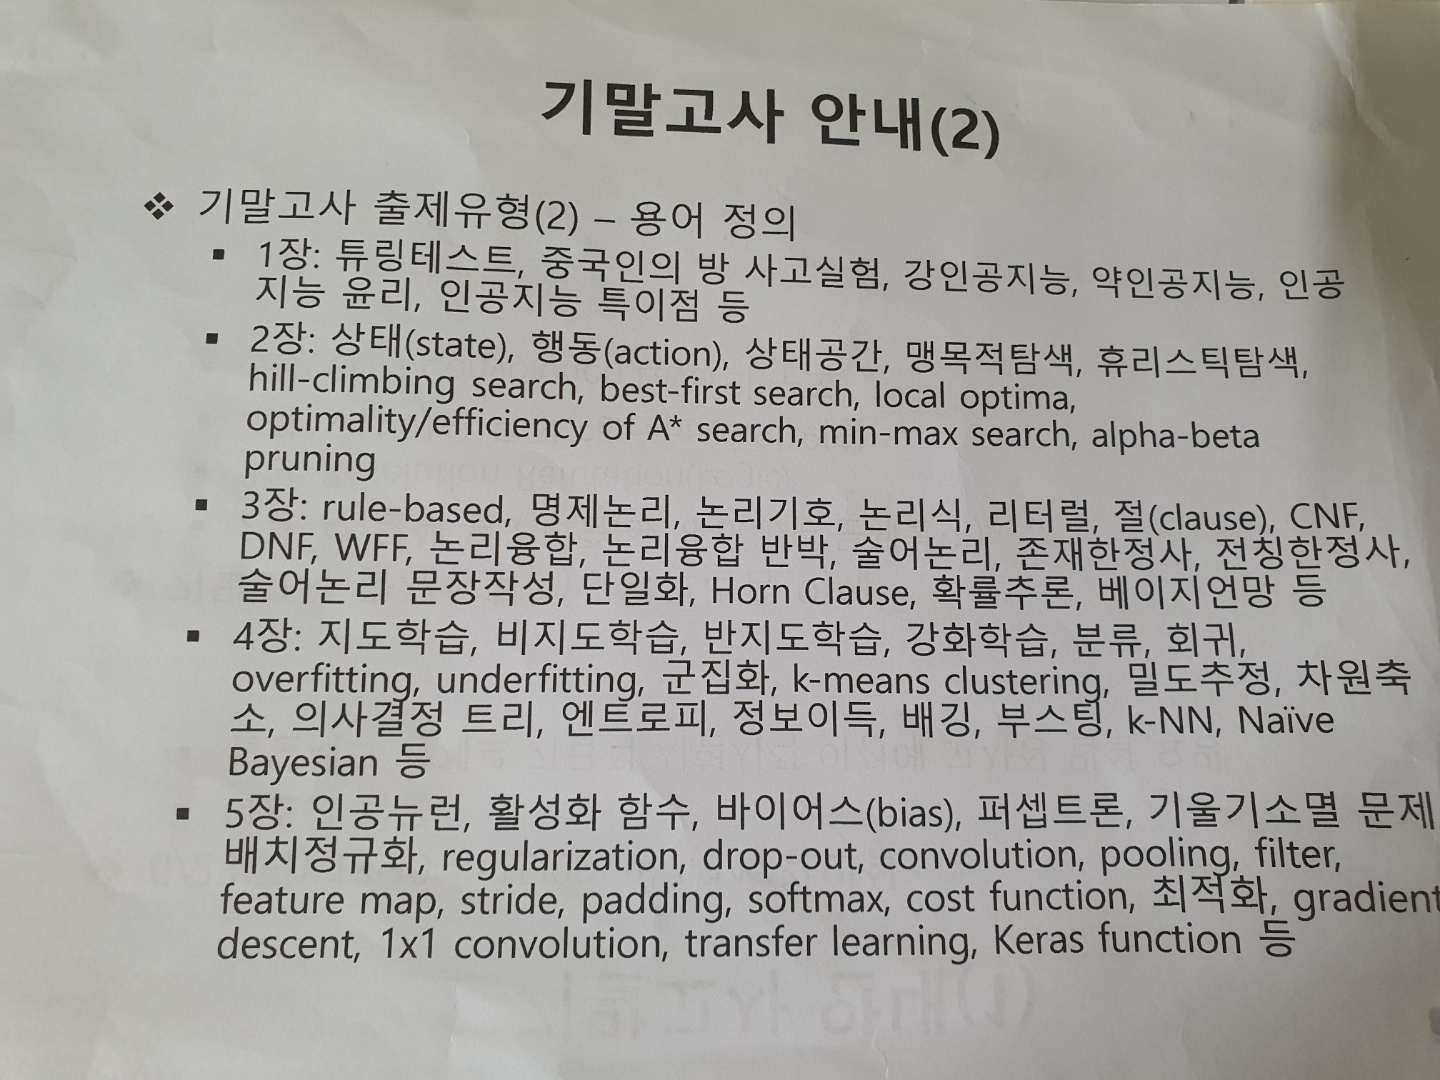 기말고사 안내(2)
❖ 기말고사 출제유형(2) – 용어 정의
▪ 1장: 튜링테스트, 중국인의 방 사고실험, 강인공지능, 약인공지능, 인공
지능 윤리, 인공지능 특이점 등
▪ 2장: 상태(state), 행동(action), 상태공간, 맹목적탐색, 휴리스틱탐색,
hill-climbing search, best-first search, local optima,
optimality/efficiency of A* search, min-max search, alpha-beta
pruning
▪ 3장: rule-based, 명제논리, 논리기호, 논리식, 리터럴, 절(clause), CNF,
DNF, WFF, 논리융합, 논리융합 반박, 술어논리, 존재한정사, 전칭한정사,
술어논리 문장작성, 단일화, Horn Clause, 확률추론, 베이지언망 등
▪ 4장: 지도학습, 비지도학습, 반지도학습, 강화학습, 분류, 회귀,
overfitting, underfitting, 군집화, k-means clustering, 밀도추정, 차원축
소, 의사결정 트리, 엔트로피, 정보이득, 배깅, 부스팅, k-NN, Naïve
Bayesian 등
▪ 5장: 인공뉴런, 활성화 함수, 바이어스(bias), 퍼셉트론, 기울기소멸 문제
배치정규화, regularization, drop-out, convolution, pooling, filter,
feature map, stride, padding, softmax, cost function, 최적화, gradient
descent, 1x1 convolution, transfer learning, Keras function 등